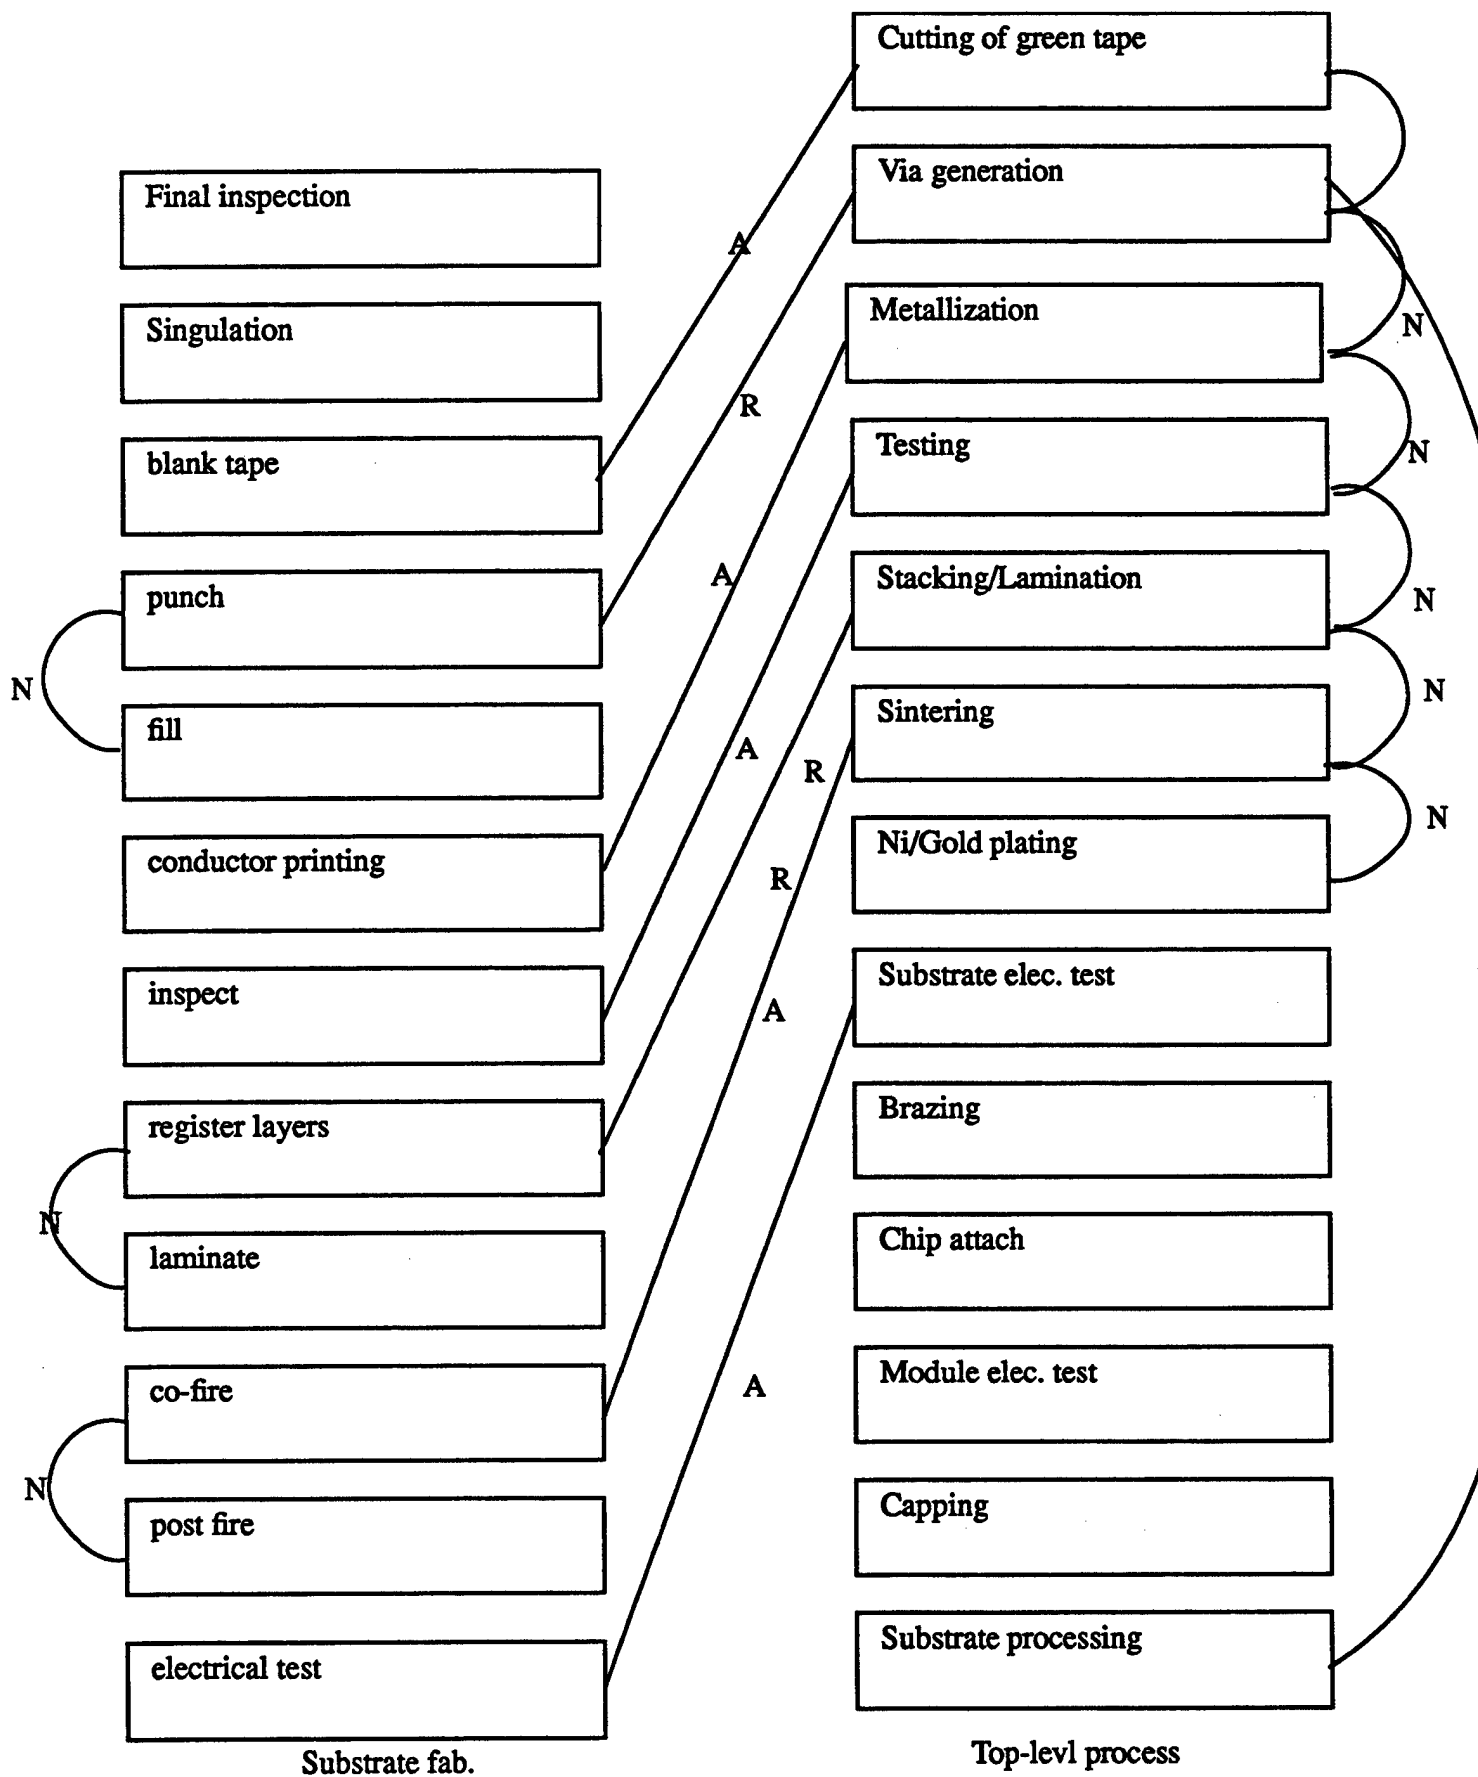 Cutting of green tape
Via generation
Final inspection
A
Metallization
N
Singulation
R
Testing
N
blank tape
A
Stacking/Lamination
punch
N
N
Sintering
N
fill
A
R
N
Ni/Gold plating
conductor printing
R
Substrate elec. test
inspect
A
Brazing
register layers
N
Chip attach
laminate
Module elec. test
co-fire
A
N
Capping
post fire
Substrate processing
electrical test
Substrate fab.
Top-levl process